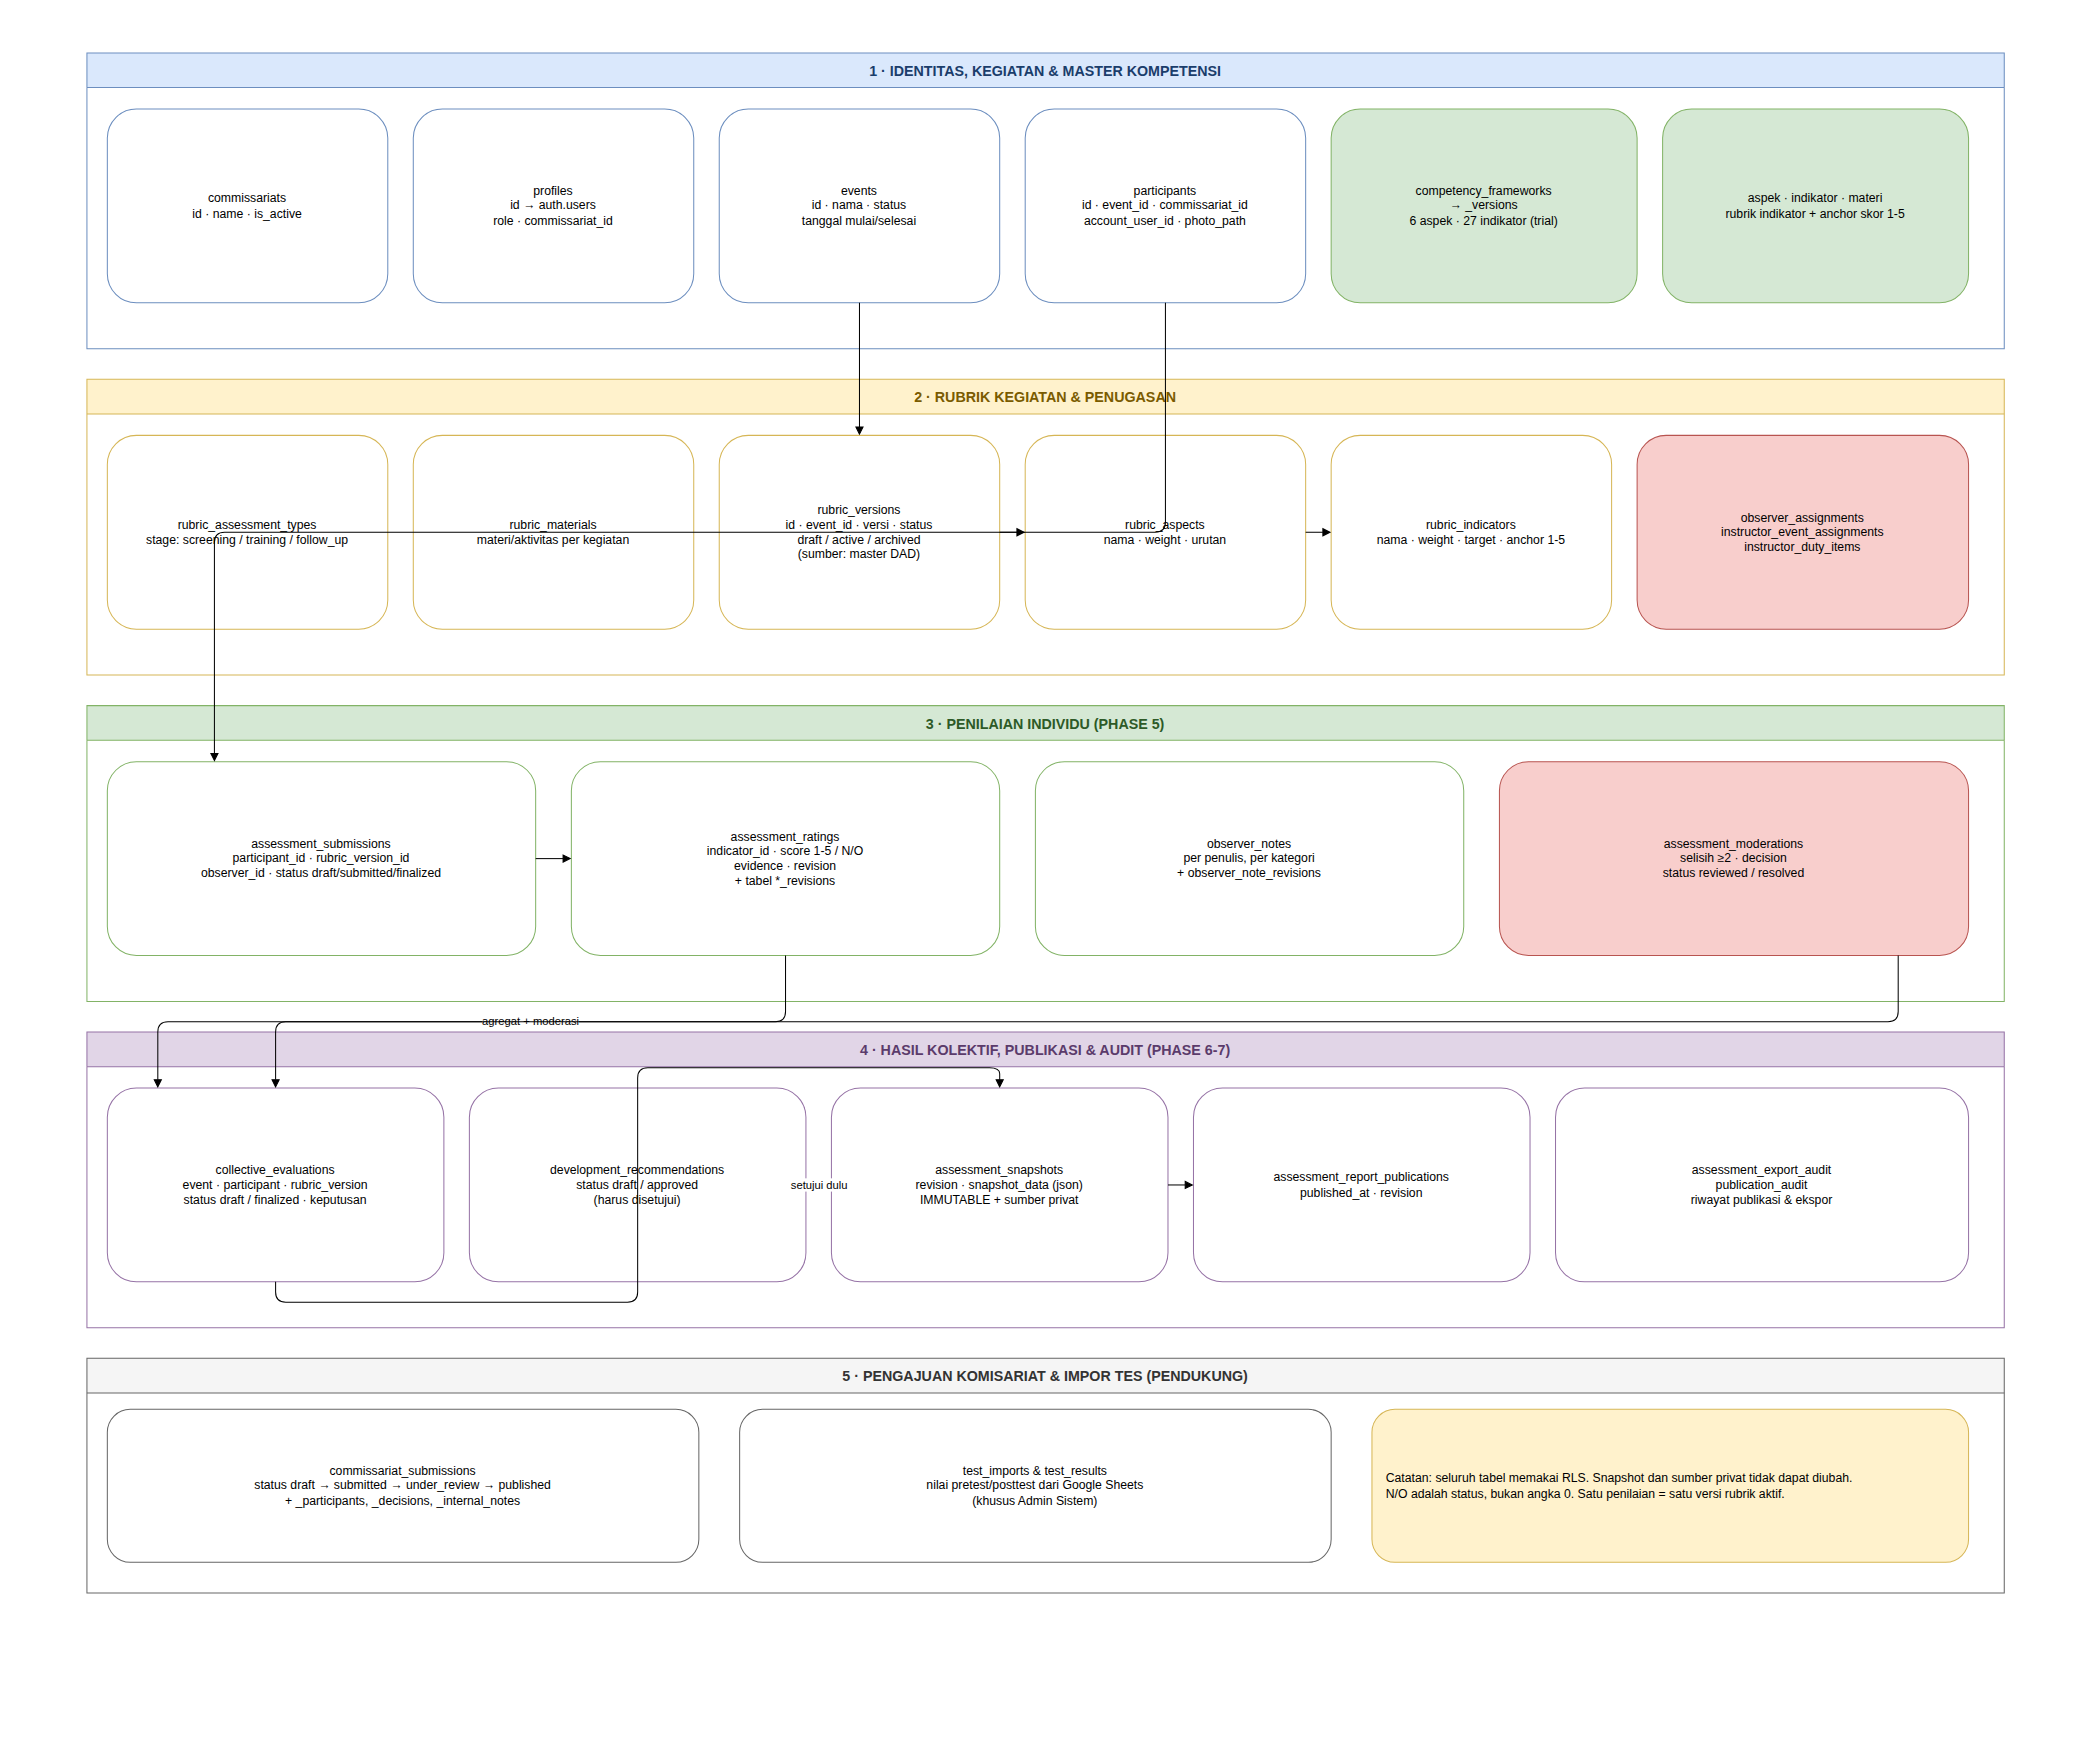 1 · IDENTITAS, KEGIATAN & MASTER KOMPETENSI
commissariats
id · name · is_active
profiles
id → auth.users
role · commissariat_id
events
id · nama · status
tanggal mulai/selesai
participants
id · event_id · commissariat_id
account_user_id · photo_path
competency_frameworks
→ _versions
6 aspek · 27 indikator (trial)
aspek · indikator · materi
rubrik indikator + anchor skor 1-5
2 · RUBRIK KEGIATAN & PENUGASAN
rubric_assessment_types
stage: screening / training / follow_up
rubric_materials
materi/aktivitas per kegiatan
rubric_versions
id · event_id · versi · status
draft / active / archived
(sumber: master DAD)
rubric_aspects
nama · weight · urutan
rubric_indicators
nama · weight · target · anchor 1-5
observer_assignments
instructor_event_assignments
instructor_duty_items
3 · PENILAIAN INDIVIDU (PHASE 5)
assessment_submissions
participant_id · rubric_version_id
observer_id · status draft/submitted/finalized
assessment_ratings
indicator_id · score 1-5 / N/O
evidence · revision
+ tabel *_revisions
observer_notes
per penulis, per kategori
+ observer_note_revisions
assessment_moderations
selisih ≥2 · decision
status reviewed / resolved
agregat + moderasi
4 · HASIL KOLEKTIF, PUBLIKASI & AUDIT (PHASE 6-7)
collective_evaluations
event · participant · rubric_version
status draft / finalized · keputusan
development_recommendations
status draft / approved
(harus disetujui)
setujui dulu
assessment_snapshots
revision · snapshot_data (json)
IMMUTABLE + sumber privat
assessment_report_publications
published_at · revision
assessment_export_audit
publication_audit
riwayat publikasi & ekspor
5 · PENGAJUAN KOMISARIAT & IMPOR TES (PENDUKUNG)
commissariat_submissions
status draft → submitted → under_review → published
+ _participants, _decisions, _internal_notes
test_imports & test_results
nilai pretest/posttest dari Google Sheets
(khusus Admin Sistem)
Catatan: seluruh tabel memakai RLS. Snapshot dan sumber privat tidak dapat diubah.
N/O adalah status, bukan angka 0. Satu penilaian = satu versi rubrik aktif.